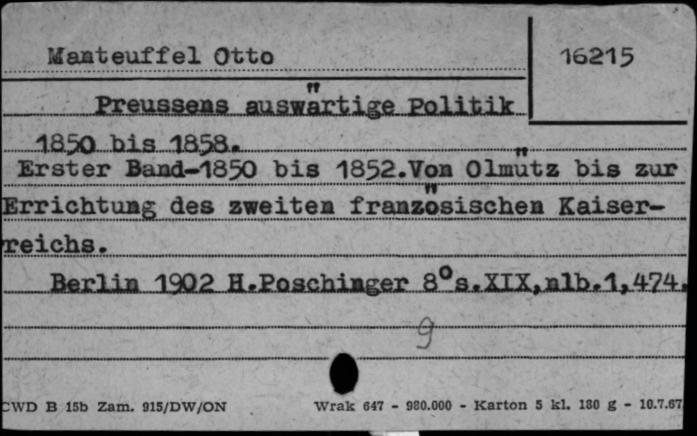 Manteuffel Otto
16215
Preussens auswärtige Politik
1850 bis 1858.
Erster Band-1850 bis 1852.Von Olmütz bis zur
Errichtung des zweiten französischen Kaiser-
reichs.
Berlin 1902 H.Poschinger 8°s.XIX,nlb.1,474.
9
CWD B 15b Zam. 915/DW/ON
Wrak 647 - 980.000 - Karton 5 kl. 180 g - 10.7.67